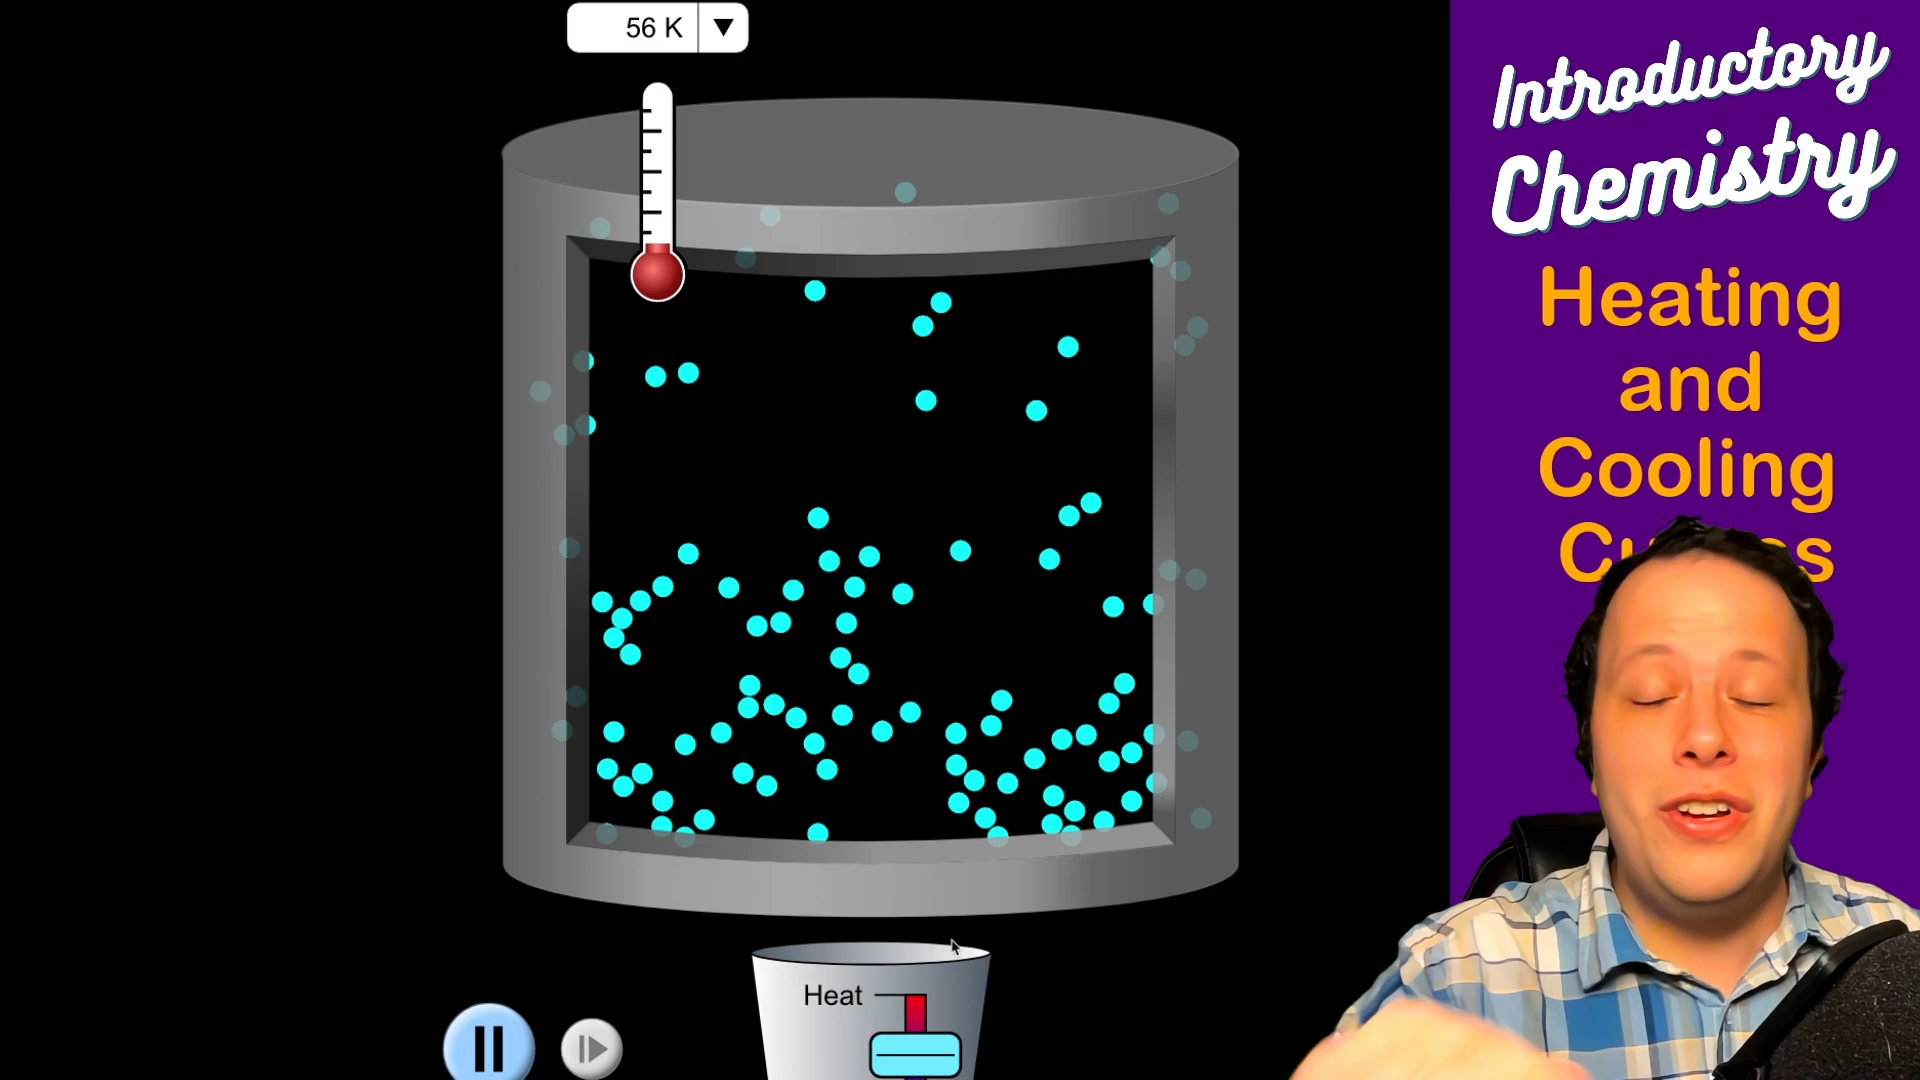 56 K
Introductory
Chemistry
Heating
and
Cooling
Heat